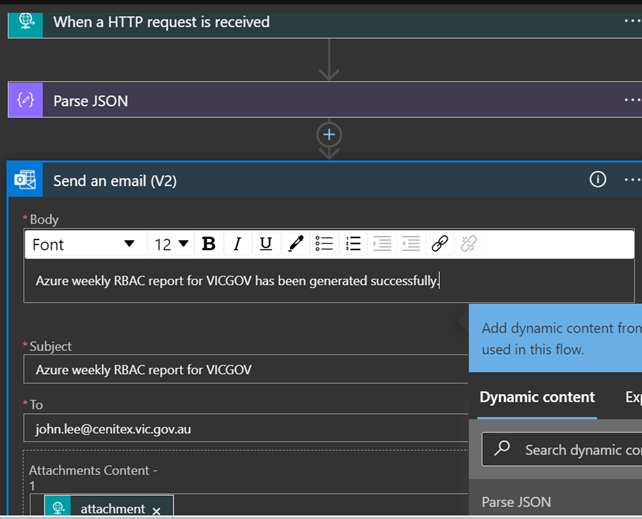 When a HTTP request is received
Parse JSON
Send an email (V2)
* Body
Font
12
B
I
U
Azure weekly RBAC report for VICGOV has been generated successfully.
Add dynamic content from
used in this flow.
* Subject
Azure weekly RBAC report for VICGOV
Dynamic content
Exp
* To
john.lee@cenitex.vic.gov.au
Search dynamic co
Attachments Content -
1
Parse JSON
attachment